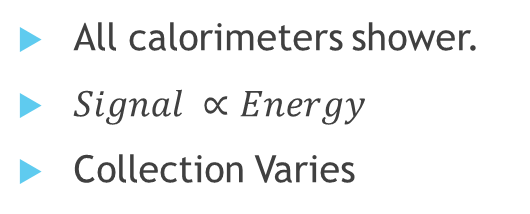 All calorimeters shower.
Signal ∝ Energy
Collection Varies